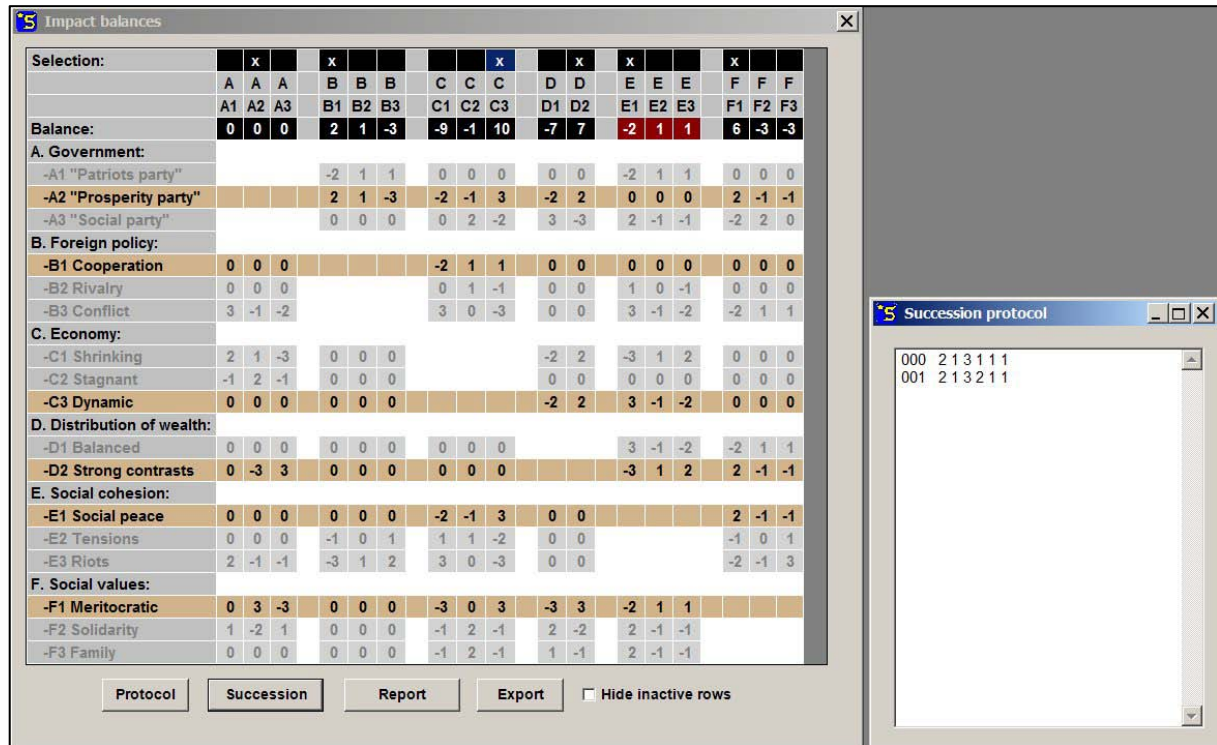 Impact balances
Selection: x x x x x x
A A A B B B C C C D D E E E F F F
A1 A2 A3 B1 B2 B3 C1 C2 C3 D1 D2 E1 E2 E3 F1 F2 F3
Balance: 0 0 0 2 1 -3 -9 -1 10 -7 7 -2 1 1 6 -3 -3
A. Government:
-A1 "Patriots party" -2 1 1 0 0 0 0 0 -2 1 1 0 0 0
-A2 "Prosperity party" 2 1 -3 -2 -1 3 -2 2 0 0 0 2 -1 -1
-A3 "Social party" 0 0 0 0 2 -2 3 -3 2 -1 -1 -2 2 0
B. Foreign policy:
-B1 Cooperation 0 0 0 -2 1 1 0 0 0 0 0 0 0 0
-B2 Rivalry 0 0 0 0 1 -1 0 0 1 0 -1 0 0 0
-B3 Conflict 3 -1 -2 3 0 -3 0 0 3 -1 -2 -2 1 1
C. Economy:
-C1 Shrinking 2 1 -3 0 0 0 -2 2 -3 1 2 0 0 0
-C2 Stagnant -1 2 -1 0 0 0 0 0 0 0 0 0 0 0
-C3 Dynamic 0 0 0 0 0 0 -2 2 3 -1 -2 0 0 0
D. Distribution of wealth:
-D1 Balanced 0 0 0 0 0 0 0 0 0 3 -1 -2 -2 1 1
-D2 Strong contrasts 0 -3 3 0 0 0 0 0 0 -3 1 2 2 -1 -1
E. Social cohesion:
-E1 Social peace 0 0 0 0 0 0 -2 -1 3 0 0 2 -1 -1
-E2 Tensions 0 0 0 -1 0 1 1 1 -2 0 0 -1 0 1
-E3 Riots 2 -1 -1 -3 1 2 3 0 -3 0 0 -2 -1 3
F. Social values:
-F1 Meritocratic 0 3 -3 0 0 0 -3 0 3 -3 3 -2 1 1
-F2 Solidarity 1 -2 1 0 0 0 -1 2 -1 2 -2 2 -1 -1
-F3 Family 0 0 0 0 0 0 -1 2 -1 1 -1 2 -1 -1
Protocol Succession Report Export Hide inactive rows
Succession protocol
000 2 1 3 1 1 1
001 2 1 3 2 1 1